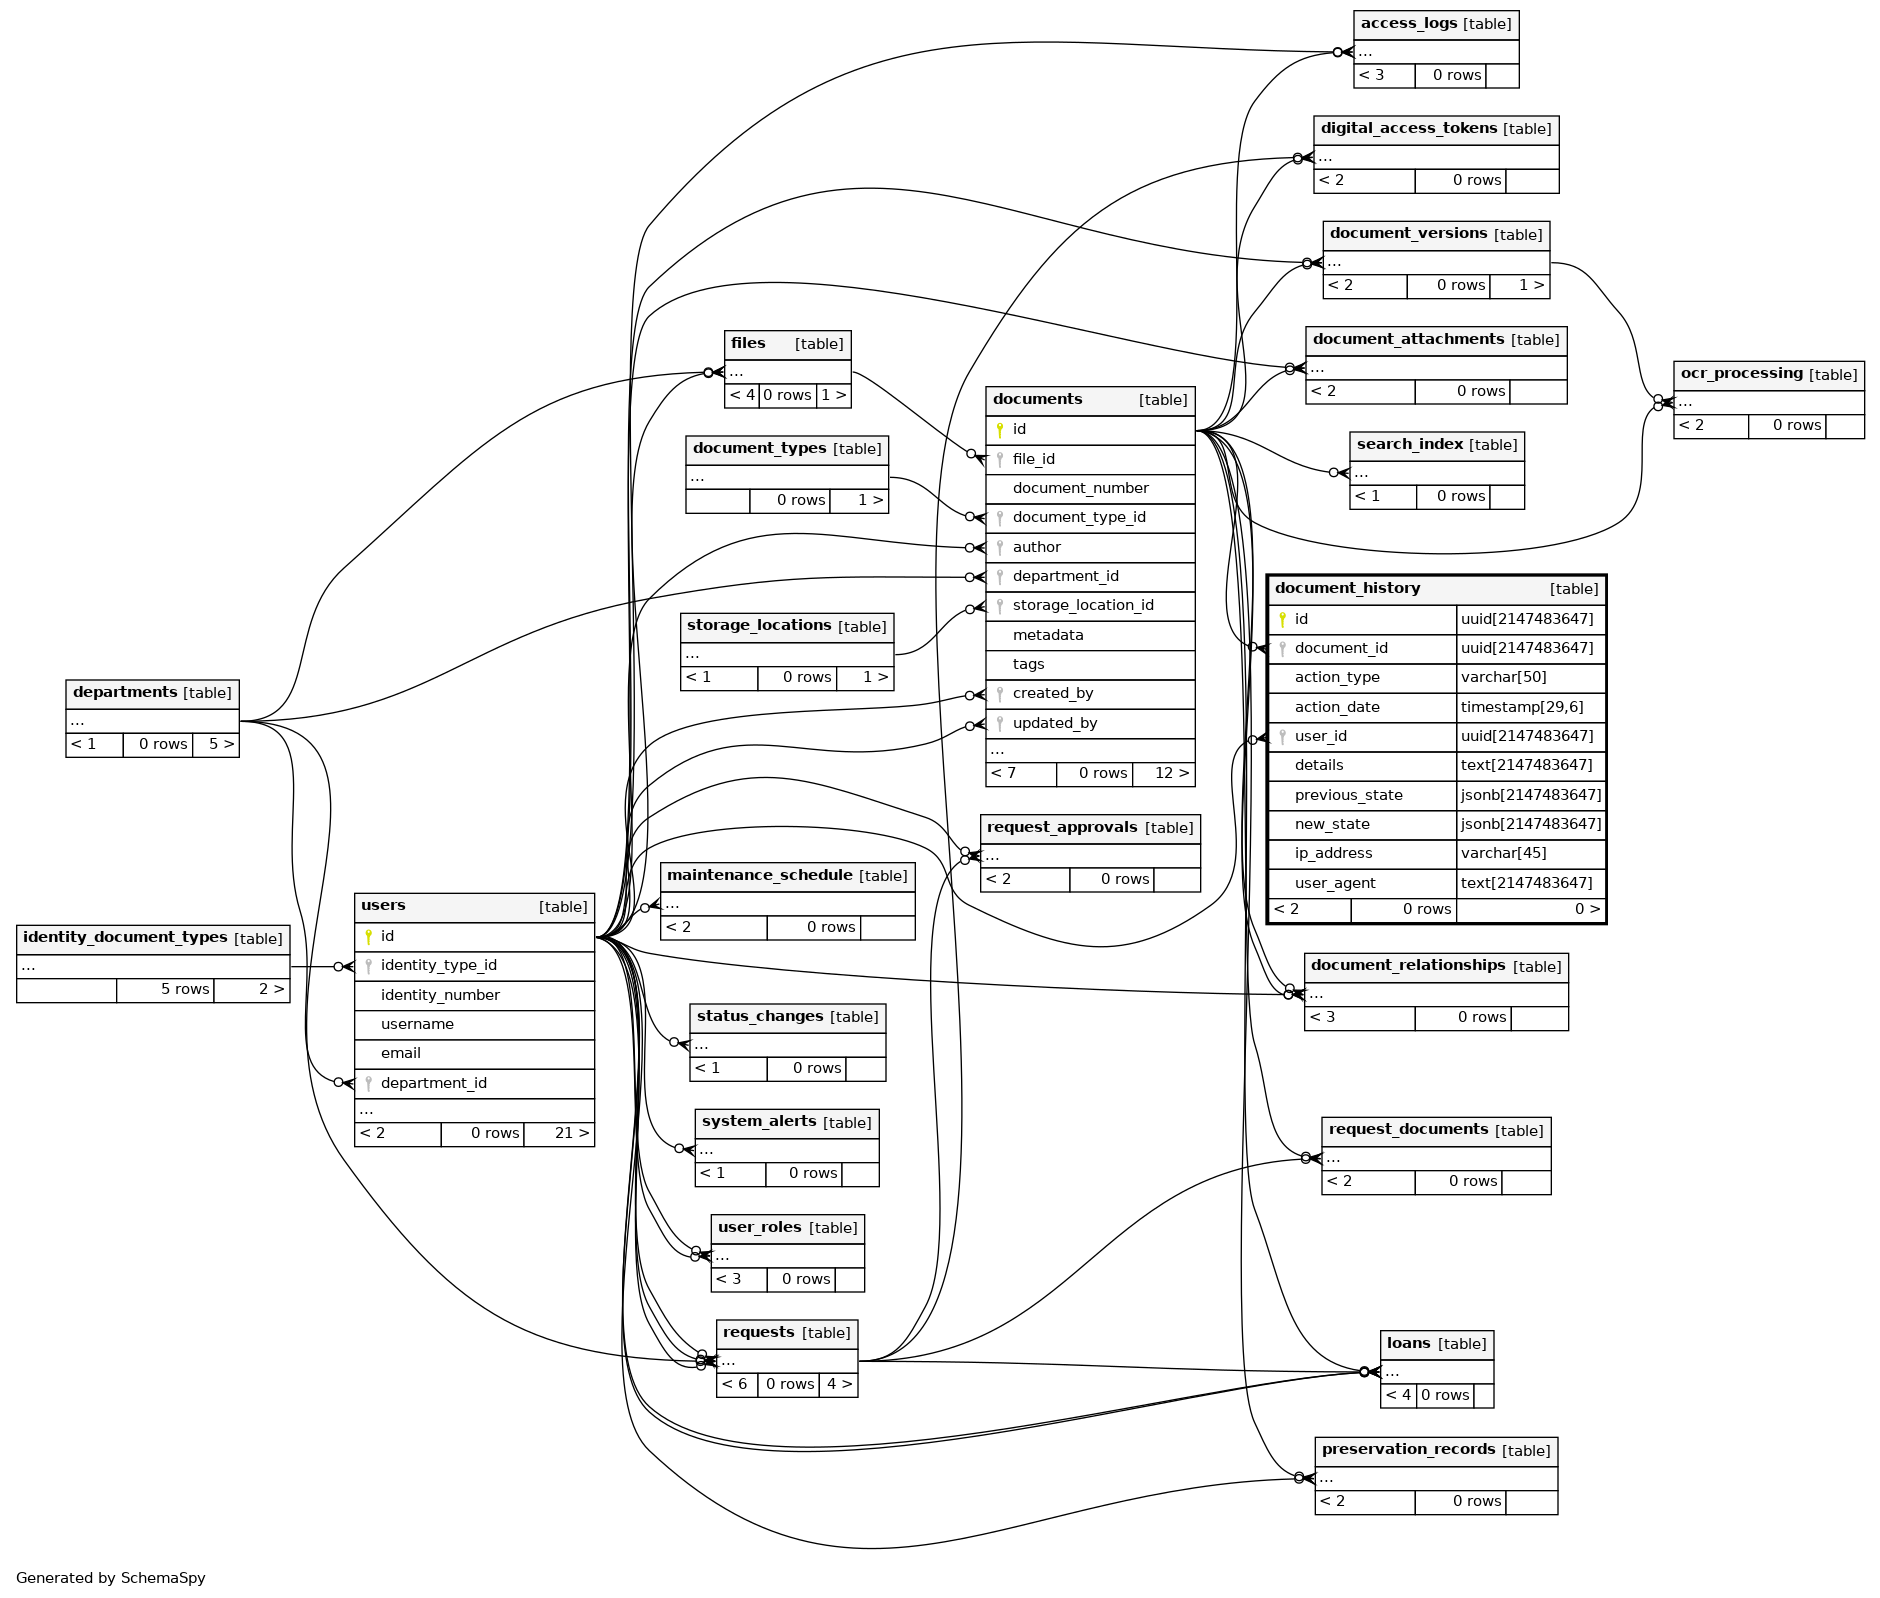 access_logs [table]
...
< 3 0 rows
digital_access_tokens [table]
...
< 2 0 rows
document_versions [table]
...
< 2 0 rows 1 >
files [table]
...
< 4 0 rows 1 >
document_attachments [table]
...
< 2 0 rows
ocr_processing [table]
...
< 2 0 rows
documents [table]
id
file_id
document_number
document_type_id
author
department_id
storage_location_id
metadata
tags
created_by
updated_by
...
< 7 0 rows 12 >
document_types [table]
...
0 rows 1 >
search_index [table]
...
< 1 0 rows
document_history [table]
id uuid[2147483647]
document_id uuid[2147483647]
action_type varchar[50]
action_date timestamp[29,6]
user_id uuid[2147483647]
details text[2147483647]
previous_state jsonb[2147483647]
new_state jsonb[2147483647]
ip_address varchar[45]
user_agent text[2147483647]
< 2 0 rows 0 >
storage_locations [table]
...
< 1 0 rows 1 >
departments [table]
...
< 1 0 rows 5 >
request_approvals [table]
...
< 2 0 rows
maintenance_schedule [table]
...
< 2 0 rows
users [table]
id
identity_type_id
identity_number
username
email
department_id
...
< 2 0 rows 21 >
identity_document_types [table]
...
5 rows 2 >
document_relationships [table]
...
< 3 0 rows
status_changes [table]
...
< 1 0 rows
system_alerts [table]
...
< 1 0 rows
request_documents [table]
...
< 2 0 rows
user_roles [table]
...
< 3 0 rows
requests [table]
...
< 6 0 rows 4 >
loans [table]
...
< 4 0 rows
preservation_records [table]
...
< 2 0 rows
Generated by SchemaSpy